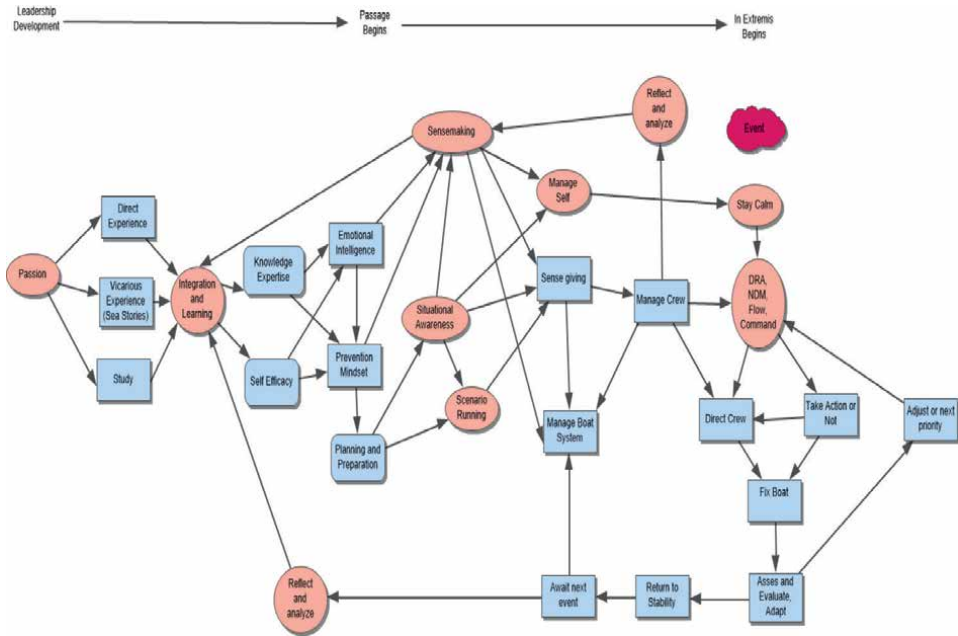 Leadership
Development
Passage
Begins
In Extremis
Begins
Reflect
and
analyze
Event
Sensemaking
Manage
Self
Stay Calm
Direct
Experience
Emotional
Intelligence
Knowledge
Expertise
Passion
Vicarious
Experience
(Sea Stories)
Integration
and
Learning
Situational
Awareness
Sense giving
Manage Crew
DRA,
NDM,
Flow,
Command
Study
Self Efficacy
Prevention
Mindset
Scenario
Running
Planning and
Preparation
Manage Boat
System
Direct Crew
Take Action or
Not
Adjust or next
priority
Fix Boat
Reflect
and
analyze
Await next
event
Return to
Stability
Asses and
Evaluate,
Adapt